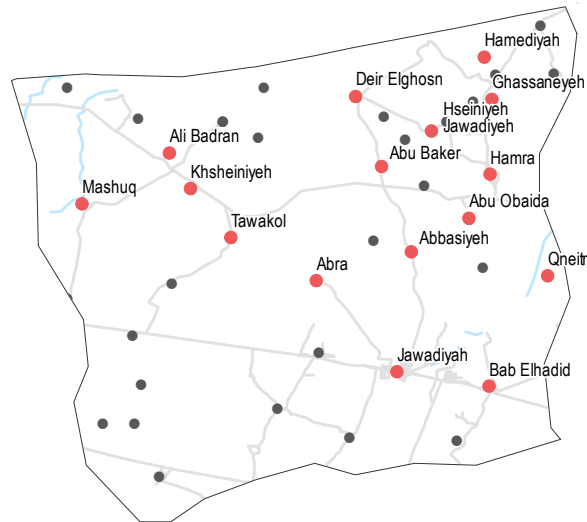 Hamediyah
Deir Elghosn
Ghassaneyeh
Hseiniyeh
Jawadiyeh
Ali Badran
Abu Baker
Hamra
Khsheiniyeh
Mashuq
Abu Obaida
Tawakol
Abbasiyeh
Abra
Qneitr
Jawadiyah
Bab Elhadid